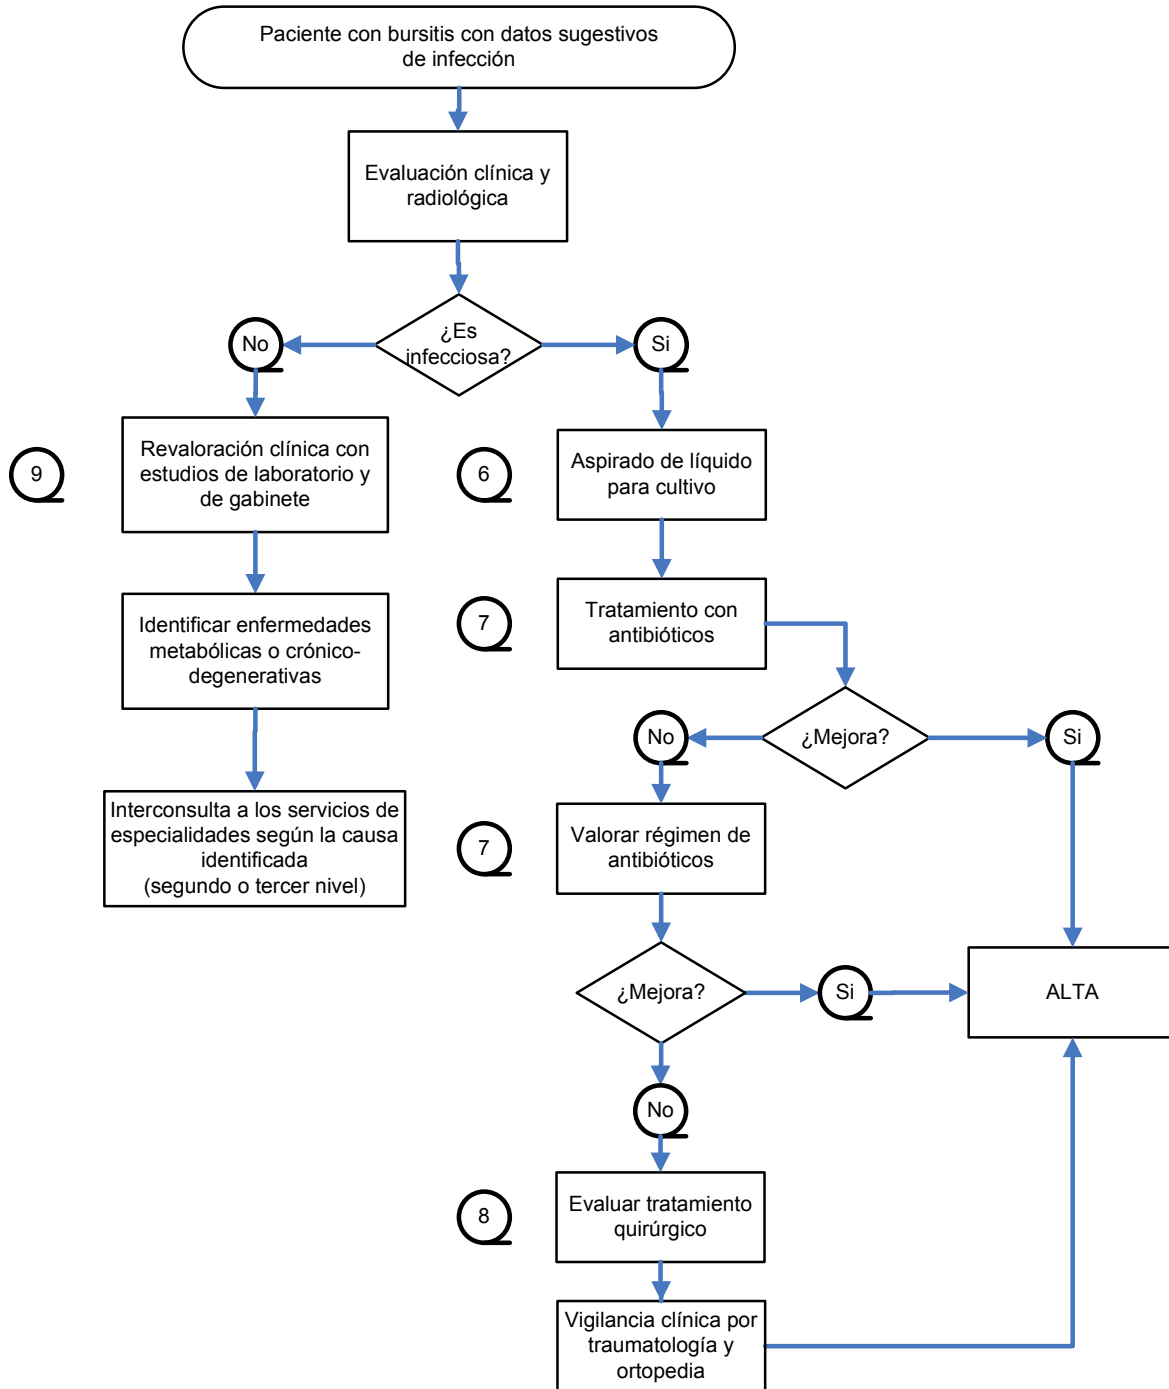 Paciente con bursitis con datos sugestivos
de infección
Evaluación clínica y
radiológica
¿Es
infecciosa?
No
Si
9
Revaloración clínica con
estudios de laboratorio y
de gabinete
6
Aspirado de líquido
para cultivo
Identificar enfermedades
metabólicas o crónico-
degenerativas
7
Tratamiento con
antibióticos
No
¿Mejora?
Si
Interconsulta a los servicios de
especialidades según la causa
identificada
(segundo o tercer nivel)
7
Valorar régimen de
antibióticos
¿Mejora?
Si
ALTA
No
8
Evaluar tratamiento
quirúrgico
Vigilancia clínica por
traumatología y
ortopedia